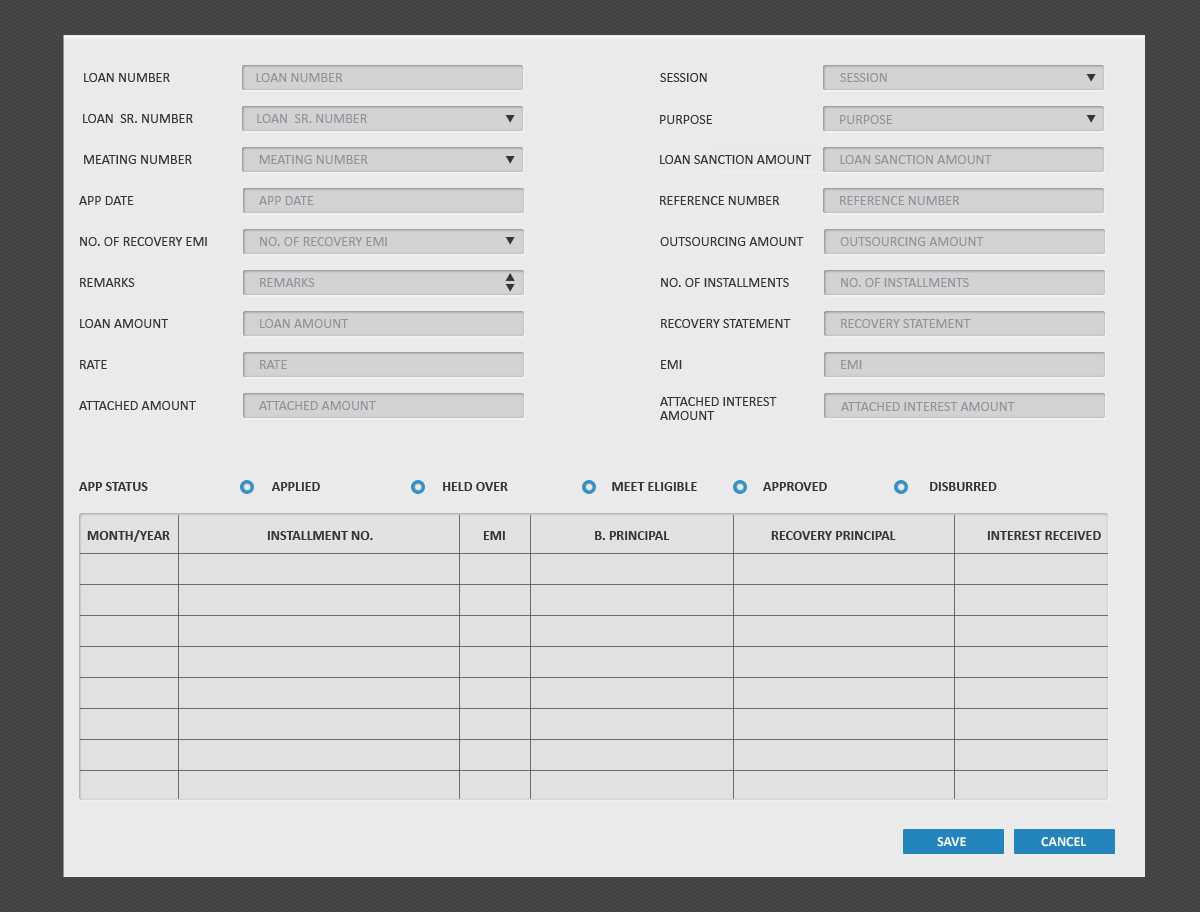 LOAN NUMBER LOAN NUMBER SESSION SESSION
LOAN SR. NUMBER LOAN SR. NUMBER PURPOSE PURPOSE
MEATING NUMBER MEATING NUMBER LOAN SANCTION AMOUNT LOAN SANCTION AMOUNT
APP DATE APP DATE REFERENCE NUMBER REFERENCE NUMBER
NO. OF RECOVERY EMI NO. OF RECOVERY EMI OUTSOURCING AMOUNT OUTSOURCING AMOUNT
REMARKS REMARKS NO. OF INSTALLMENTS NO. OF INSTALLMENTS
LOAN AMOUNT LOAN AMOUNT RECOVERY STATEMENT RECOVERY STATEMENT
RATE RATE EMI EMI
ATTACHED AMOUNT ATTACHED AMOUNT ATTACHED INTEREST
AMOUNT ATTACHED INTEREST AMOUNT
APP STATUS APPLIED HELD OVER MEET ELIGIBLE APPROVED DISBURRED
MONTH/YEAR INSTALLMENT NO. EMI B. PRINCIPAL RECOVERY PRINCIPAL INTEREST RECEIVED
SAVE CANCEL